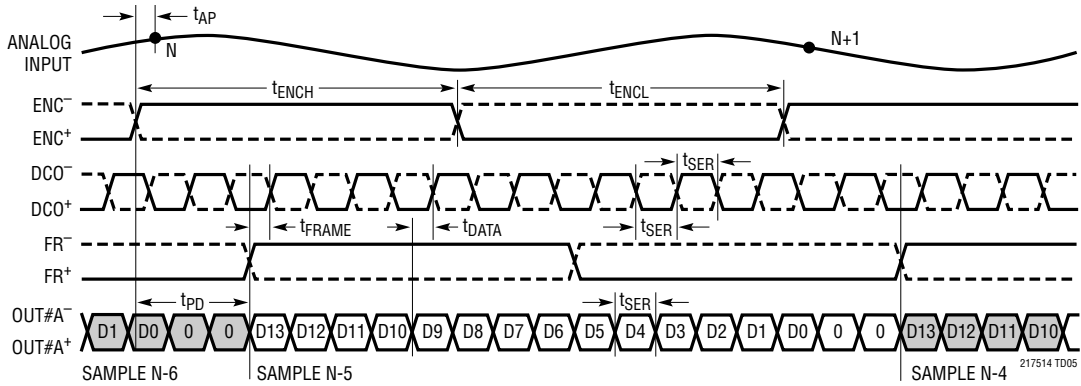 tAP
ANALOG INPUT
N
N+1
tENCH
tENCL
ENC–
ENC+
DCO–
DCO+
tSER
tFRAME
tDATA
tSER
FR–
FR+
tPD
tSER
OUT#A–
OUT#A+
D1 D0 0 0 D13 D12 D11 D10 D9 D8 D7 D6 D5 D4 D3 D2 D1 D0 0 0 D13 D12 D11 D10
SAMPLE N-6
SAMPLE N-5
SAMPLE N-4
217514 TD05